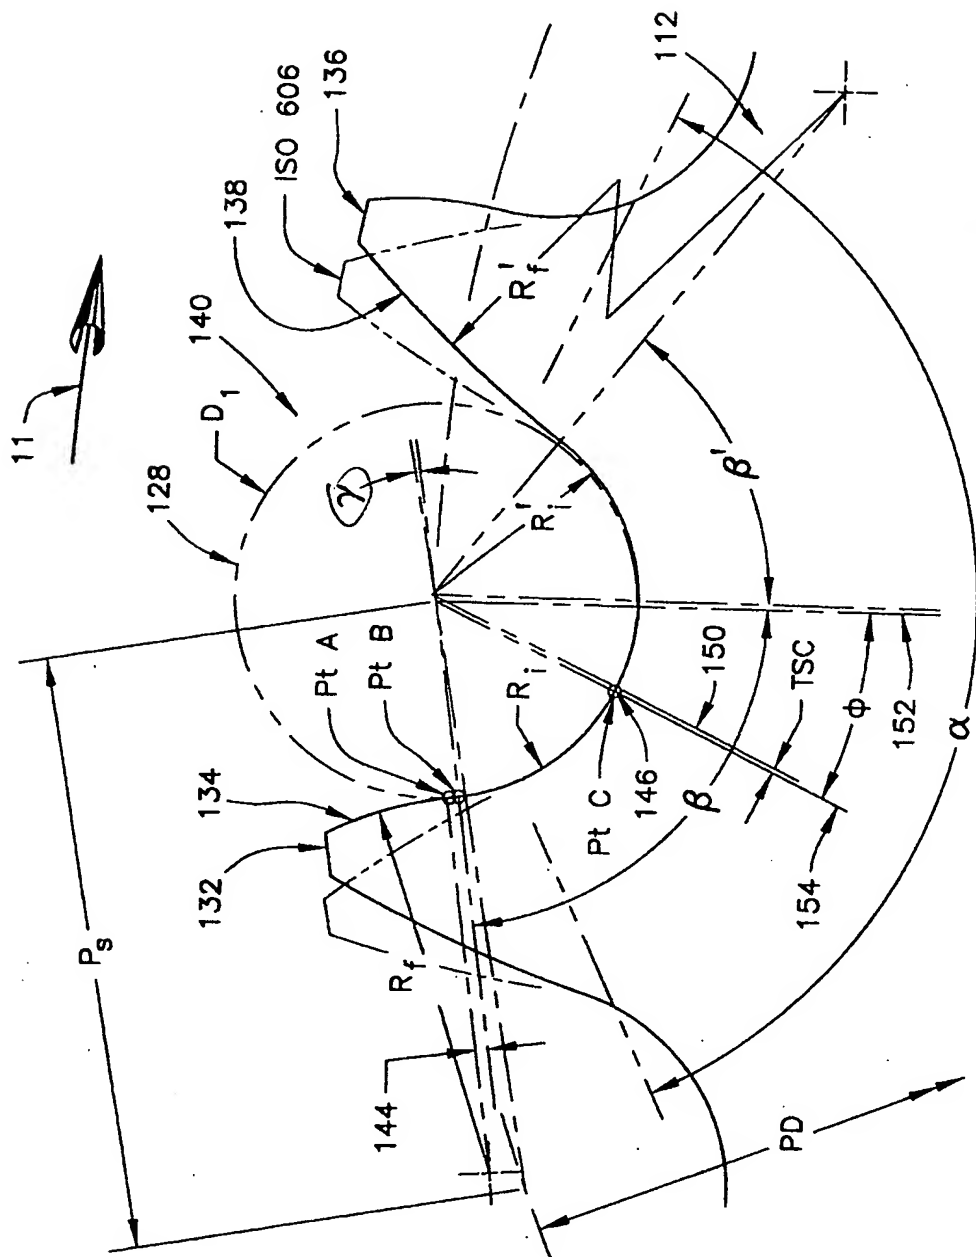 11
112
ISO 606
136
138
140
D₁
128
R'f
γ
R'i
β'
Pt A
Pt B
Rᵢ
134
132
Pₛ
Rf
144
Pt C
146
β
TSC
150
ϕ
152
154
α
PD